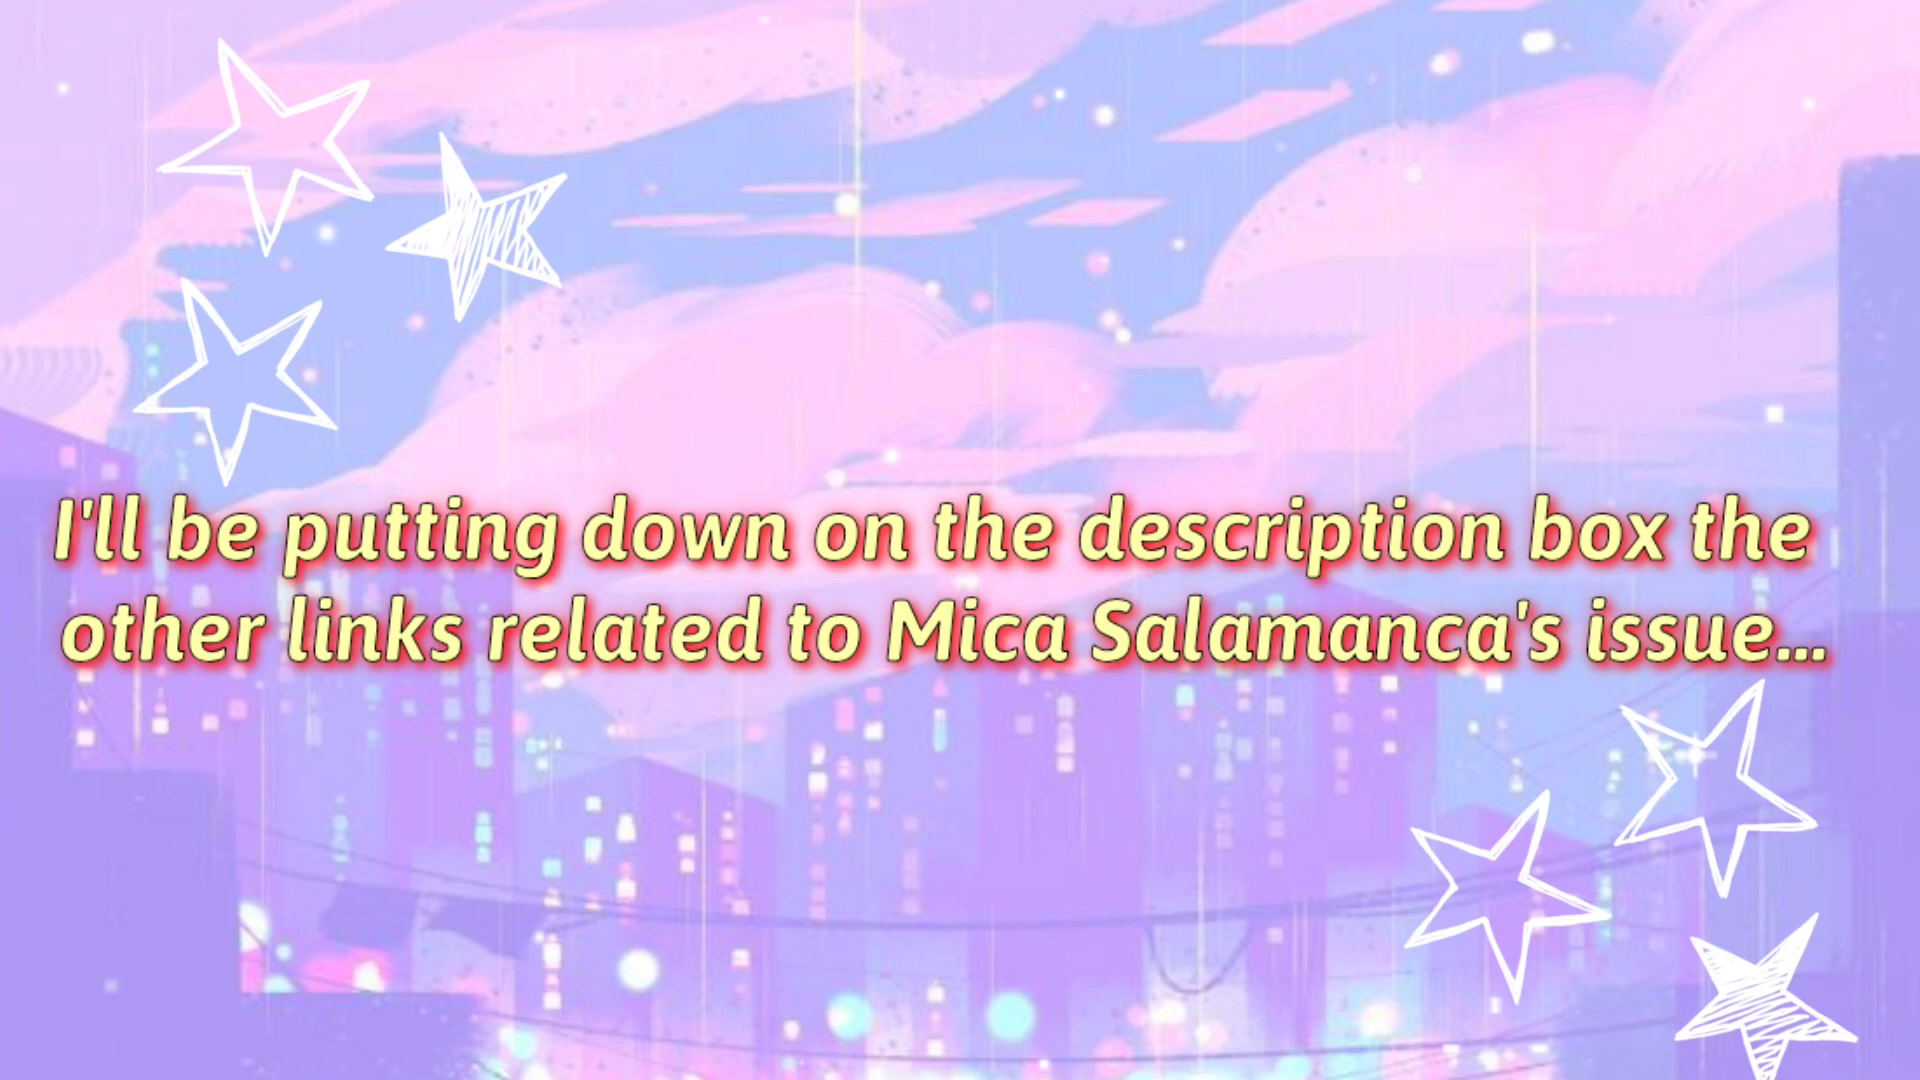 I'll be putting down on the description box the
other links related to Mica Salamanca's issue...